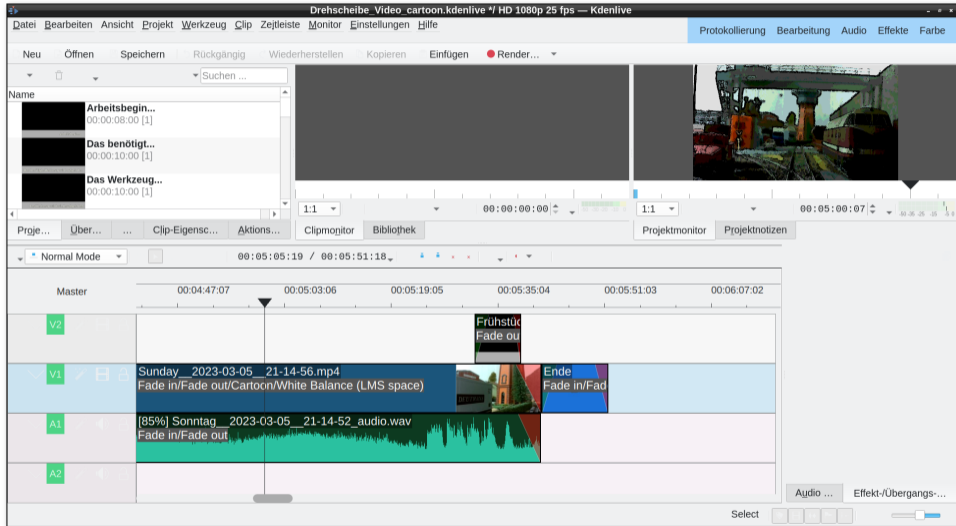 Drehscheibe_Video_cartoon.kdenlive */ HD 1080p 25 fps — Kdenlive
Datei Bearbeiten Ansicht Projekt Werkzeug Clip Zeitleiste Monitor Einstellungen Hilfe
Protokollierung Bearbeitung Audio Effekte Farbe
Neu Öffnen Speichern Rückgängig Wiederherstellen Kopieren Einfügen Render...
Suchen ...
Name
Arbeitsbegin...
00:00:08:00 [1]
Das benötigt...
00:00:10:00 [1]
Das Werkzeug...
00:00:10:00 [1]
1:1 00:00:00:00 1:1 00:05:00:07
Proje... Über... ... Clip-Eigensc... Aktions... Clipmonitor Bibliothek Projektmonitor Projektnotizen
Normal Mode 00:05:05:19 / 00:05:51:18
Master 00:04:47:07 00:05:03:06 00:05:19:05 00:05:35:04 00:05:51:03 00:06:07:02
V2 Frühstüc
Fade ou
V1 Sunday__2023-03-05__21-14-56.mp4 Ende
Fade in/Fade out/Cartoon/White Balance (LMS space) Fade in/Fad
A1 [85%] Sonntag__2023-03-05__21-14-52_audio.wav
Fade in/Fade out
A2
Audio ... Effekt-/Übergangs-...
Select